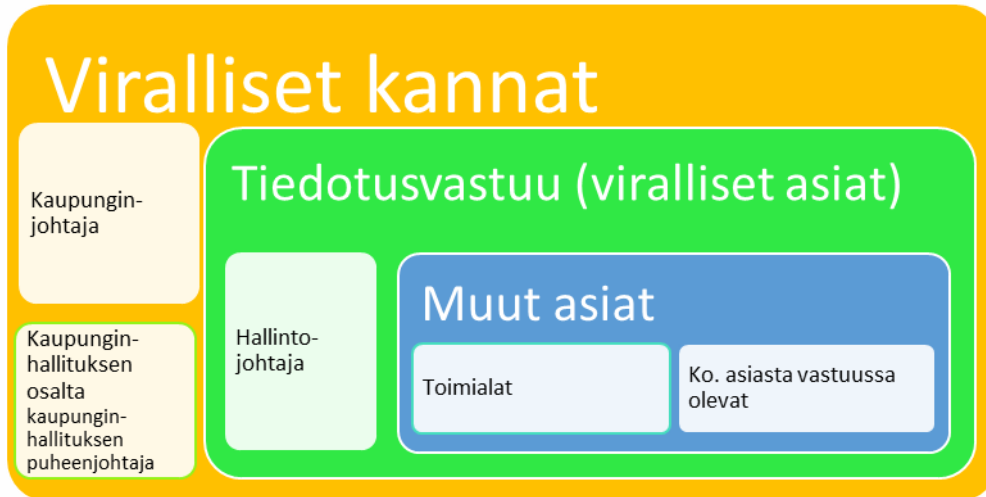 Viralliset kannat
Kaupungin-
johtaja
Kaupungin-
hallituksen
osalta
kaupungin-
hallituksen
puheenjohtaja
Tiedotusvastuu (viralliset asiat)
Hallinto-
johtaja
Muut asiat
Toimialat
Ko. asiasta vastuussa
olevat